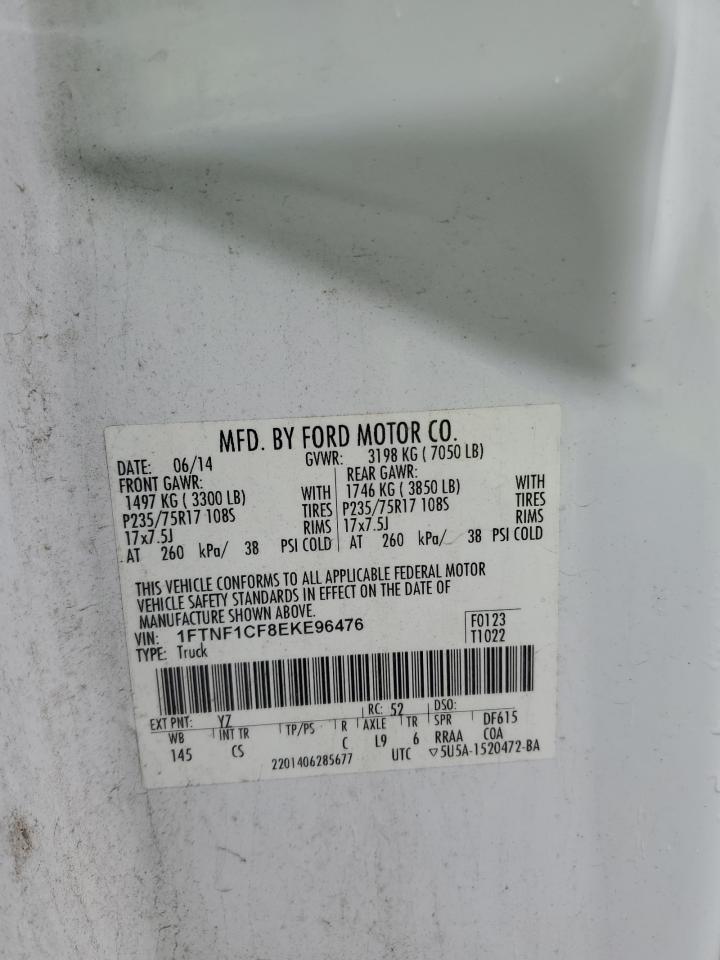 MFD. BY FORD MOTOR CO.
DATE: 06/14 GVWR: 3198 KG ( 7050 LB)
FRONT GAWR: REAR GAWR:
1497 KG ( 3300 LB) WITH 1746 KG ( 3850 LB) WITH
P235/75R17 108S TIRES P235/75R17 108S TIRES
17x7.5J RIMS 17x7.5J RIMS
AT 260 kPa/ 38 PSI COLD AT 260 kPa/ 38 PSI COLD
THIS VEHICLE CONFORMS TO ALL APPLICABLE FEDERAL MOTOR
VEHICLE SAFETY STANDARDS IN EFFECT ON THE DATE OF
MANUFACTURE SHOWN ABOVE.
VIN: 1FTNF1CF8EKE96476 F0123
TYPE: Truck T1022
EXT PNT: YZ RC: 52 DSO:
WB INT TR TP/PS R AXLE TR SPR DF615
145 CS C L9 6 RRAA COA
2201406285677 UTC ▽5U5A-1520472-BA